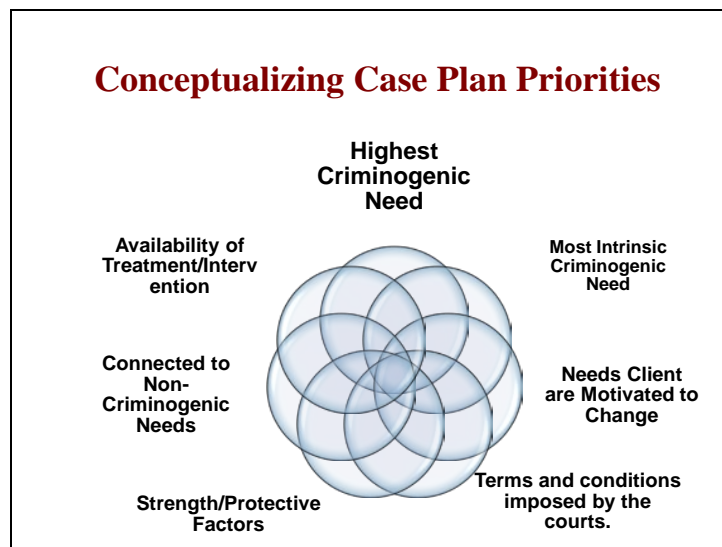 Conceptualizing Case Plan Priorities
Highest
Criminogenic
Need
Availability of
Treatment/Interv
ention
Most Intrinsic
Criminogenic
Need
Connected to
Non-
Criminogenic
Needs
Needs Client
are Motivated to
Change
Strength/Protective
Factors
Terms and conditions
imposed by the
courts.